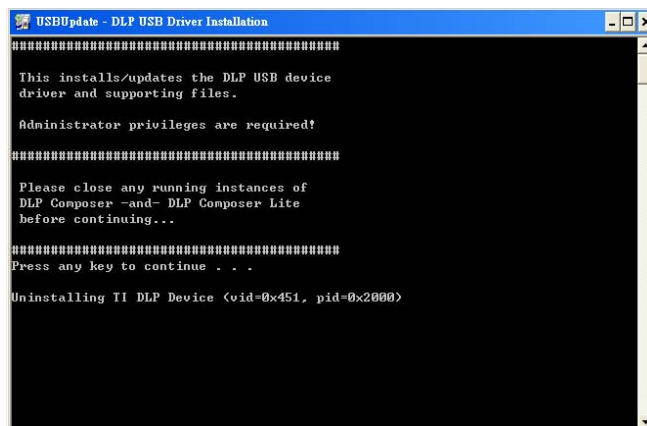 USBUpdate - DLP USB Driver Installation
##########################################
This installs/updates the DLP USB device
driver and supporting files.
Administrator privileges are required!
##########################################
Please close any running instances of
DLP Composer -and- DLP Composer Lite
before continuing...
##########################################
Press any key to continue . . .
Uninstalling TI DLP Device (vid=0x451, pid=0x2000)